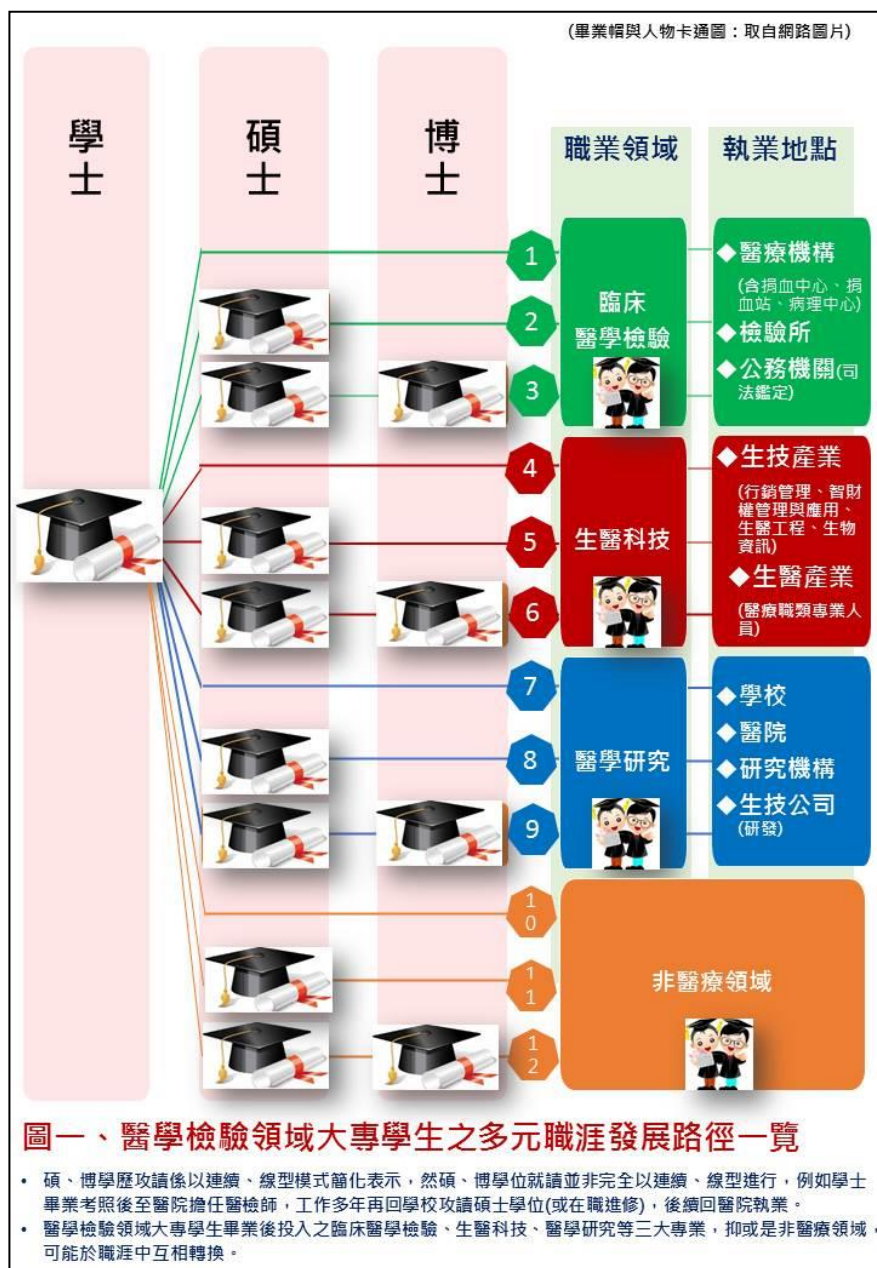 (畢業帽與人物卡通圖：取自網路圖片)
學士
碩士
博士
職業領域
執業地點
1
2
3
臨床
醫學檢驗
◆醫療機構
(含捐血中心、捐
血站、病理中心)
◆檢驗所
◆公務機關(司
法鑑定)
4
5
6
生醫科技
◆生技產業
(行銷管理、智財
權管理與應用、
生醫工程、生物
資訊)
◆生醫產業
(醫療職類專業人
員)
7
8
9
醫學研究
◆學校
◆醫院
◆研究機構
◆生技公司
(研發)
10
11
12
非醫療領域
圖一、醫學檢驗領域大專學生之多元職涯發展路徑一覽
• 碩、博學歷攻讀係以連續、線型模式簡化表示，然碩、博學位就讀並非完全以連續、線型進行，例如學士
畢業考照後至醫院擔任醫檢師，工作多年再回學校攻讀碩士學位(或在職進修)，後續回醫院執業。
• 醫學檢驗領域大專學生畢業後投入之臨床醫學檢驗、生醫科技、醫學研究等三大專業，抑或是非醫療領域，
可能於職涯中互相轉換。